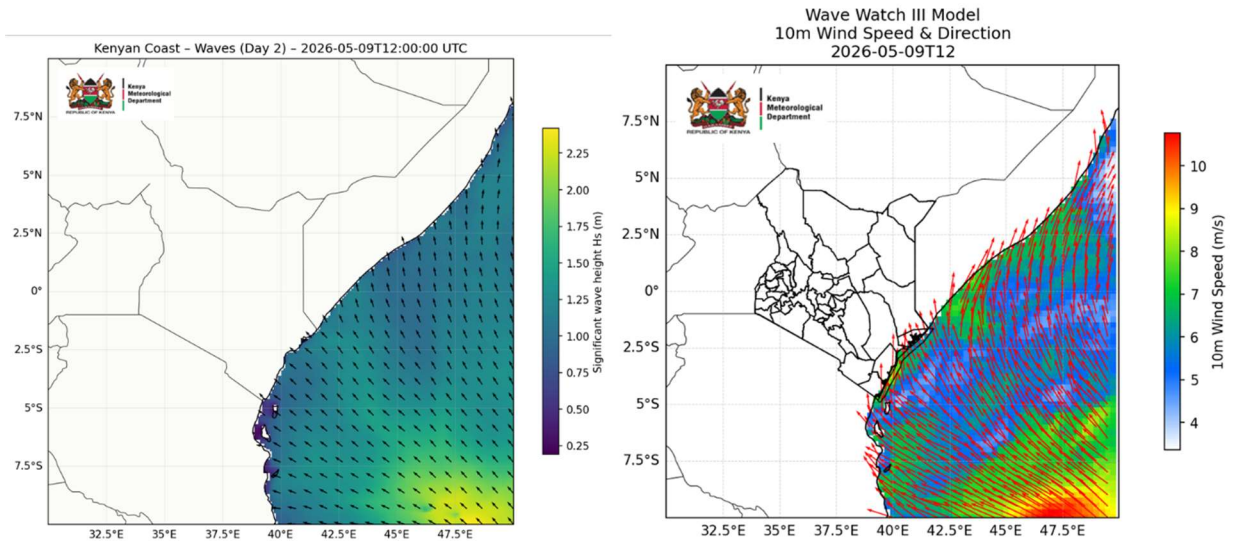 Kenyan Coast – Waves (Day 2) – 2026-05-09T12:00:00 UTC
Kenya
Meteorological
Department
REPUBLIC OF KENYA
7.5°N
5°N
2.5°N
0°
2.5°S
5°S
7.5°S
32.5°E
35°E
37.5°E
40°E
42.5°E
45°E
47.5°E
2.25
2.00
1.75
1.50
1.25
1.00
0.75
0.50
0.25
Significant wave height Hs (m)
Wave Watch III Model
10m Wind Speed & Direction
2026-05-09T12
Kenya
Meteorological
Department
REPUBLIC OF KENYA
7.5°N
5°N
2.5°N
0°
2.5°S
5°S
7.5°S
32.5°E
35°E
37.5°E
40°E
42.5°E
45°E
47.5°E
10
9
8
7
6
5
4
10m Wind Speed (m/s)